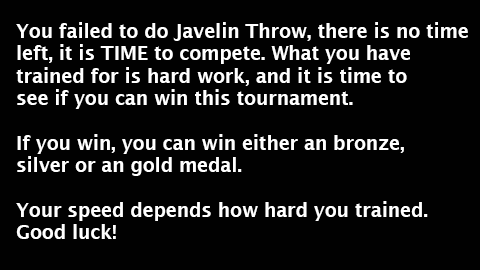 You failed to do Javelin Throw, there is no time
left, it is TIME to compete. What you have
trained for is hard work, and it is time to
see if you can win this tournament.
If you win, you can win either an bronze,
silver or an gold medal.
Your speed depends how hard you trained.
Good luck!